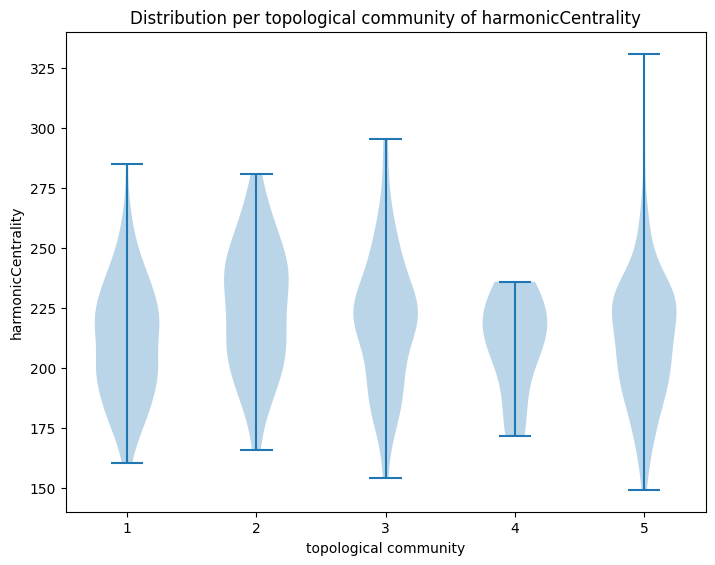 Distribution per topological community of harmonicCentrality
325
300
275
250
225
200
175
150
harmonicCentrality
1 2 3 4 5
topological community